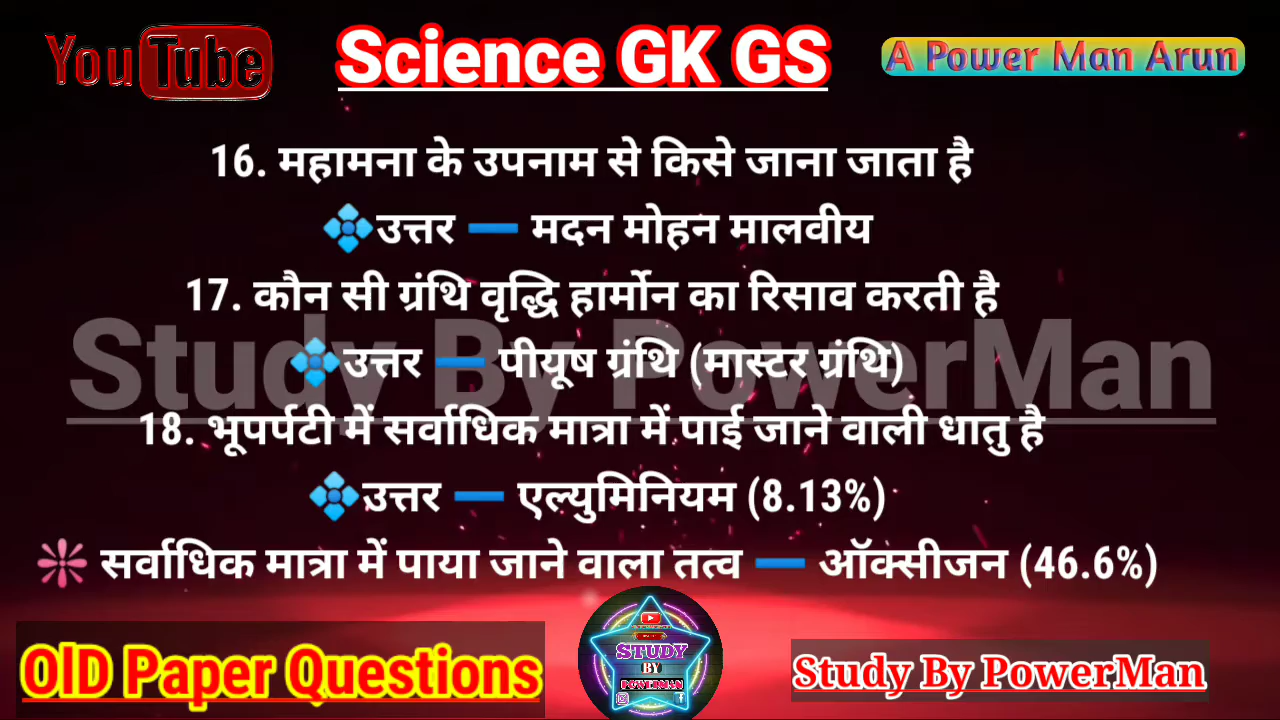 YouTube
Science GK GS
A Power Man Arun
16. महामना के उपनाम से किसे जाना जाता है
💠उत्तर ➖ मदन मोहन मालवीय
17. कौन सी ग्रंथि वृद्धि हार्मोन का रिसाव करती है
💠उत्तर ➖ पीयूष ग्रंथि (मास्टर ग्रंथि)
Study By PowerMan
18. भूपर्पटी में सर्वाधिक मात्रा में पाई जाने वाली धातु है
💠उत्तर ➖ एल्युमिनियम (8.13%)
❇ सर्वाधिक मात्रा में पाया जाने वाला तत्व ➖ ऑक्सीजन (46.6%)
OlD Paper Questions
STUDY
BY
POWERMAN
Study By PowerMan